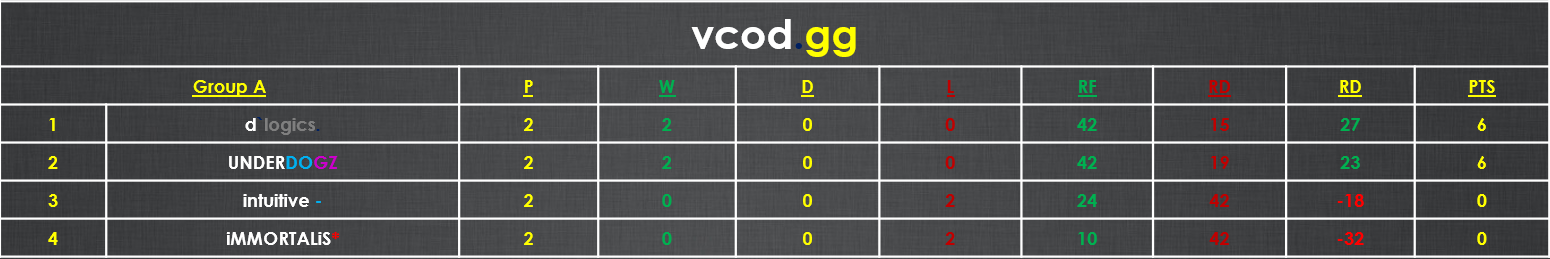 vcod.gg
Group A P W D L RF RD RD PTS
1 d`logics. 2 2 0 0 42 15 27 6
2 UNDERDOGZ 2 2 0 0 42 19 23 6
3 intuitive - 2 0 0 2 24 42 -18 0
4 iMMORTALiS* 2 0 0 2 10 42 -32 0